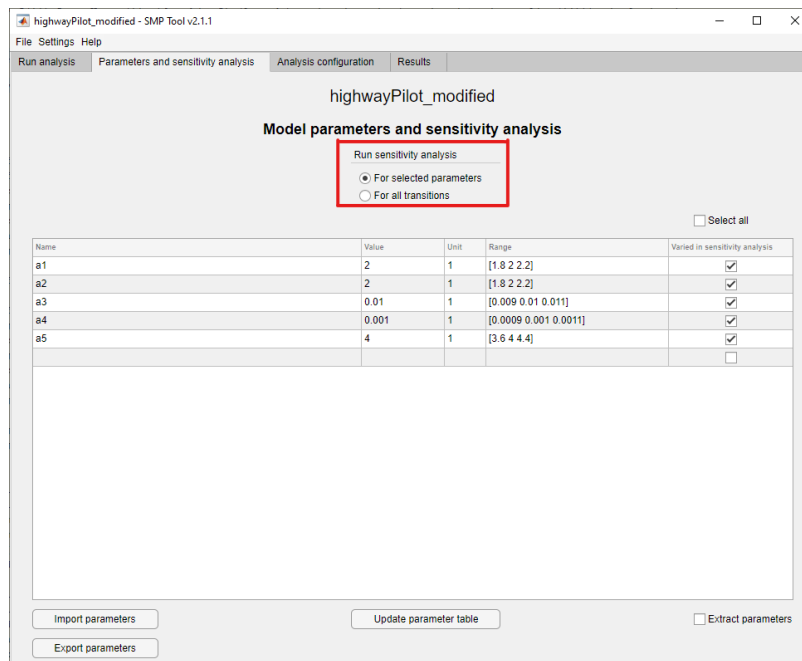 highwayPilot_modified - SMP Tool v2.1.1
File Settings Help
Run analysis Parameters and sensitivity analysis Analysis configuration Results
highwayPilot_modified
Model parameters and sensitivity analysis
Run sensitivity analysis
For selected parameters
For all transitions
Select all
Name Value Unit Range Varied in sensitivity analysis
a1 2 1 [1.8 2 2.2]
a2 2 1 [1.8 2 2.2]
a3 0.01 1 [0.009 0.01 0.011]
a4 0.001 1 [0.0009 0.001 0.0011]
a5 4 1 [3.6 4 4.4]
Import parameters Update parameter table Extract parameters
Export parameters